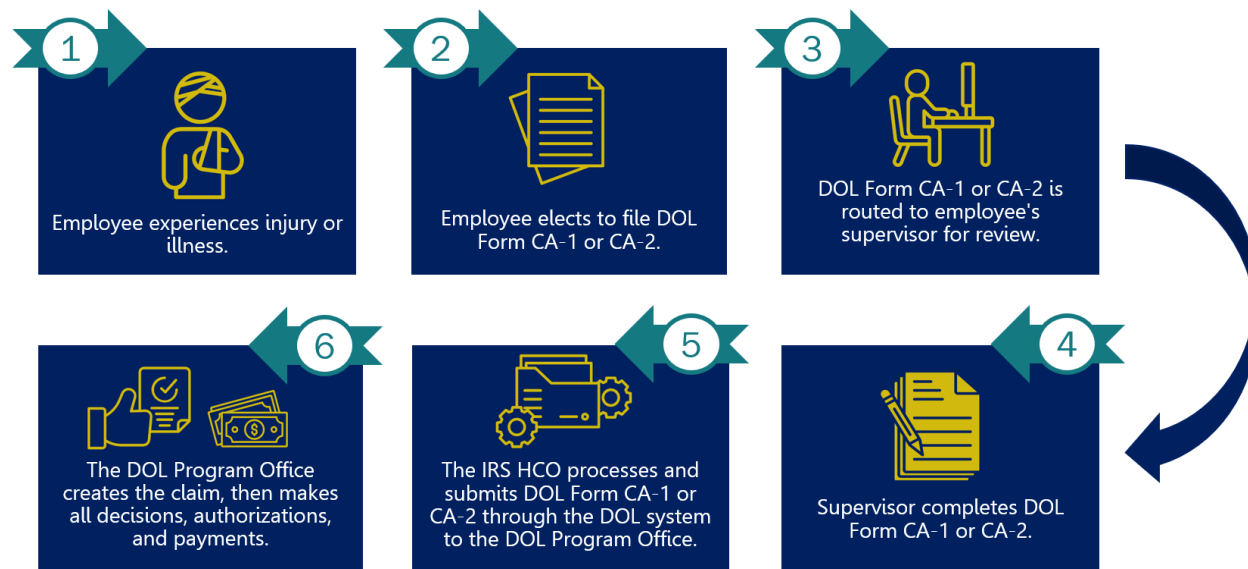 1
Employee experiences injury or
illness.
2
Employee elects to file DOL
Form CA-1 or CA-2.
3
DOL Form CA-1 or CA-2 is
routed to employee's
supervisor for review.
4
Supervisor completes DOL
Form CA-1 or CA-2.
5
The IRS HCO processes and
submits DOL Form CA-1 or
CA-2 through the DOL system
to the DOL Program Office.
6
$
The DOL Program Office
creates the claim, then makes
all decisions, authorizations,
and payments.